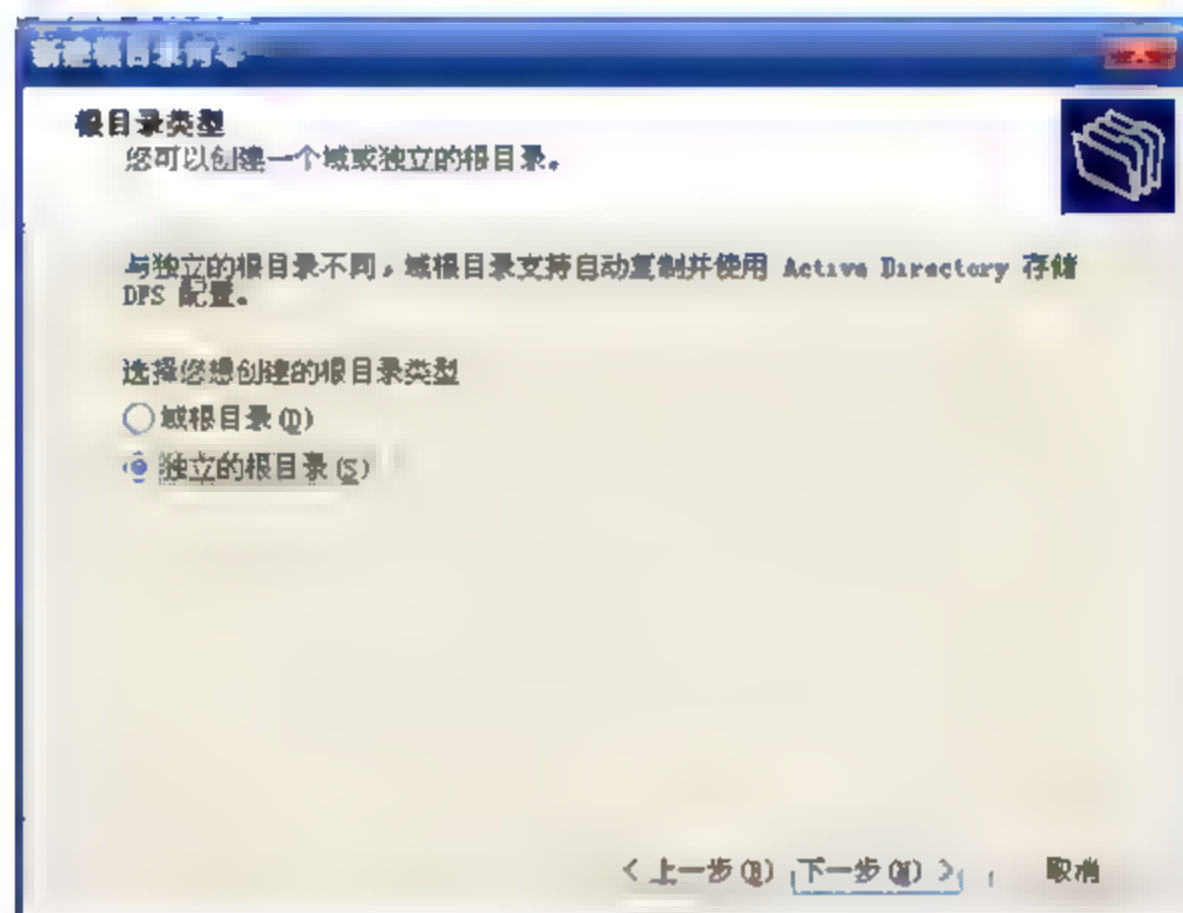 新建根目录向导
根目录类型
您可以创建一个域或独立的根目录。
与独立的根目录不同，域根目录支持自动复制并使用 Active Directory 存储
DFS 配置。
选择您想创建的根目录类型
域根目录(D)
独立的根目录(S)
< 上一步(B) 下一步(N) > 取消